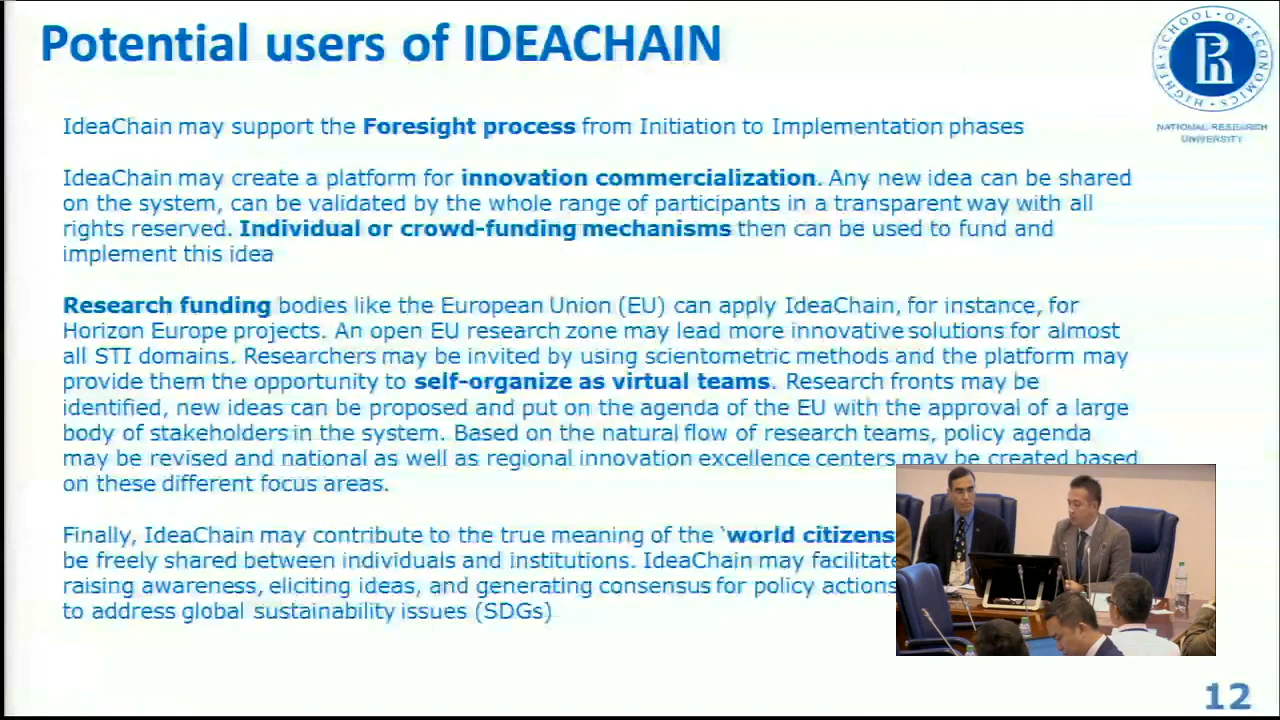 Potential users of IDEACHAIN
HIGHER · SCHOOL · OF · ECONOMICS
NATIONAL RESEARCH
UNIVERSITY
IdeaChain may support the Foresight process from Initiation to Implementation phases
IdeaChain may create a platform for innovation commercialization. Any new idea can be shared
on the system, can be validated by the whole range of participants in a transparent way with all
rights reserved. Individual or crowd-funding mechanisms then can be used to fund and
implement this idea
Research funding bodies like the European Union (EU) can apply IdeaChain, for instance, for
Horizon Europe projects. An open EU research zone may lead more innovative solutions for almost
all STI domains. Researchers may be invited by using scientometric methods and the platform may
provide them the opportunity to self-organize as virtual teams. Research fronts may be
identified, new ideas can be proposed and put on the agenda of the EU with the approval of a large
body of stakeholders in the system. Based on the natural flow of research teams, policy agenda
may be revised and national as well as regional innovation excellence centers may be created based
on these different focus areas.
Finally, IdeaChain may contribute to the true meaning of the 'world citizens
be freely shared between individuals and institutions. IdeaChain may facilitate
raising awareness, eliciting ideas, and generating consensus for policy actions
to address global sustainability issues (SDGs)
12